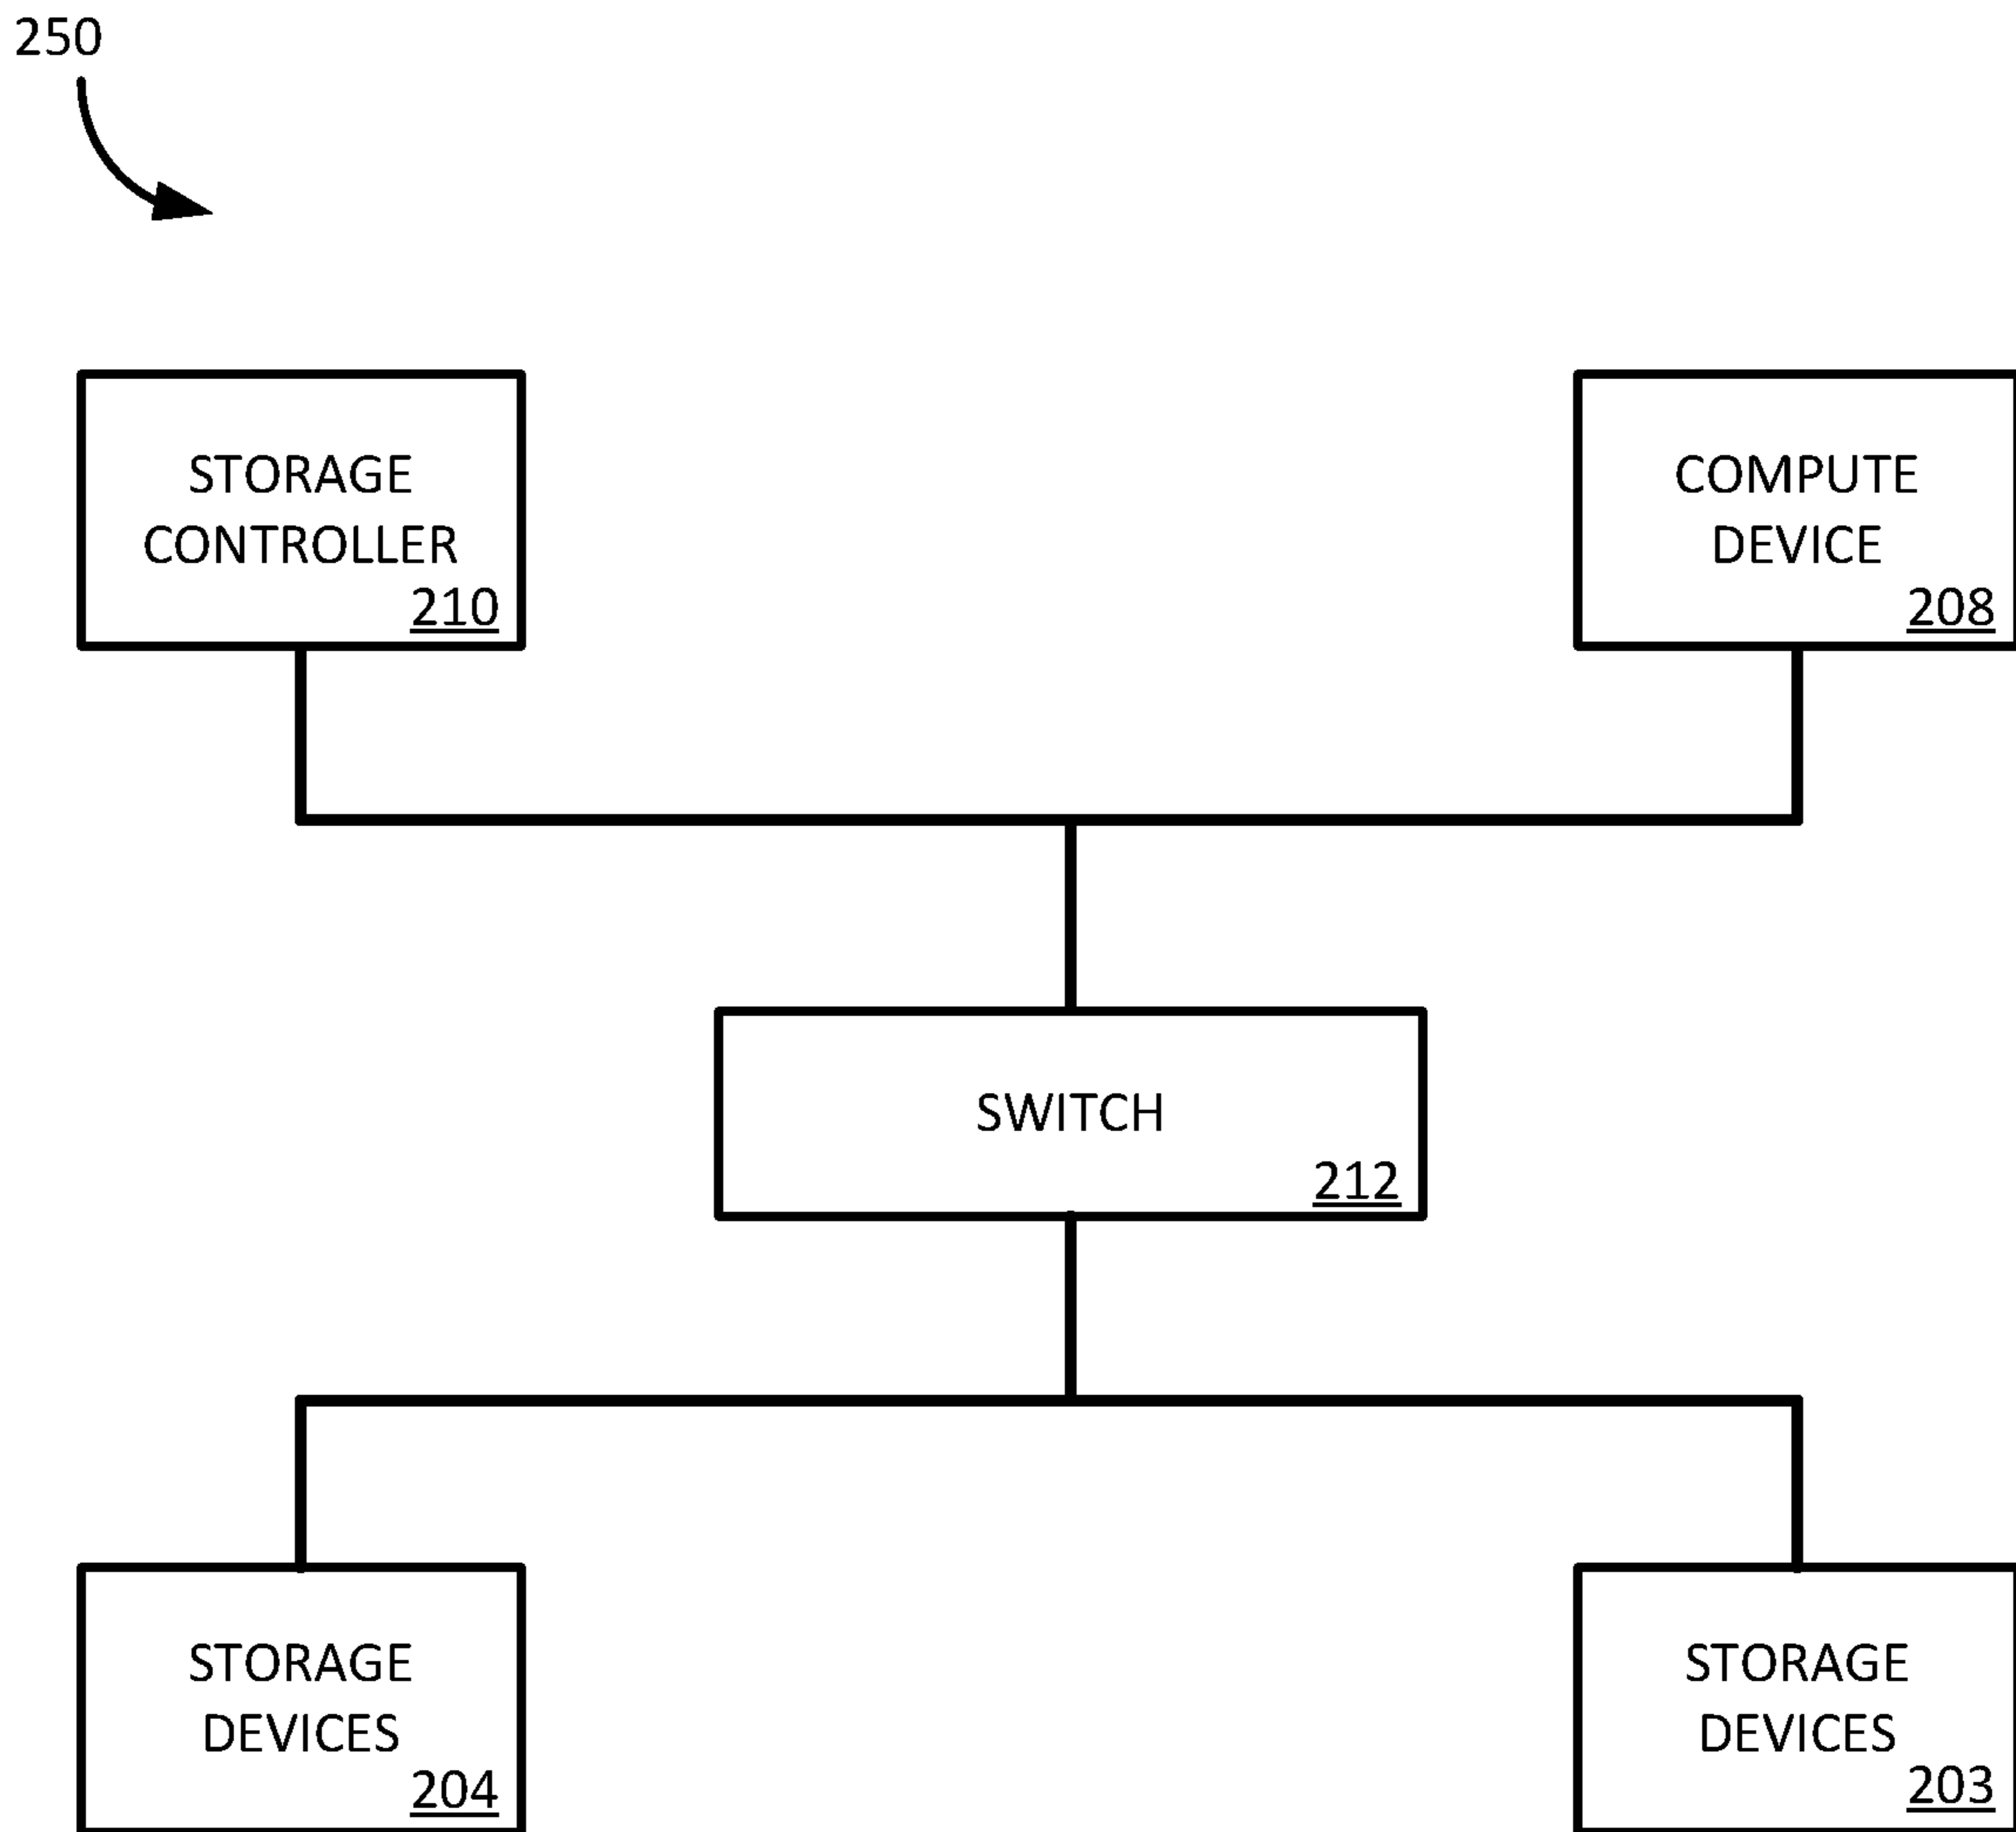 250
STORAGE
CONTROLLER
210
COMPUTE
DEVICE
208
SWITCH
212
STORAGE
DEVICES
204
STORAGE
DEVICES
203